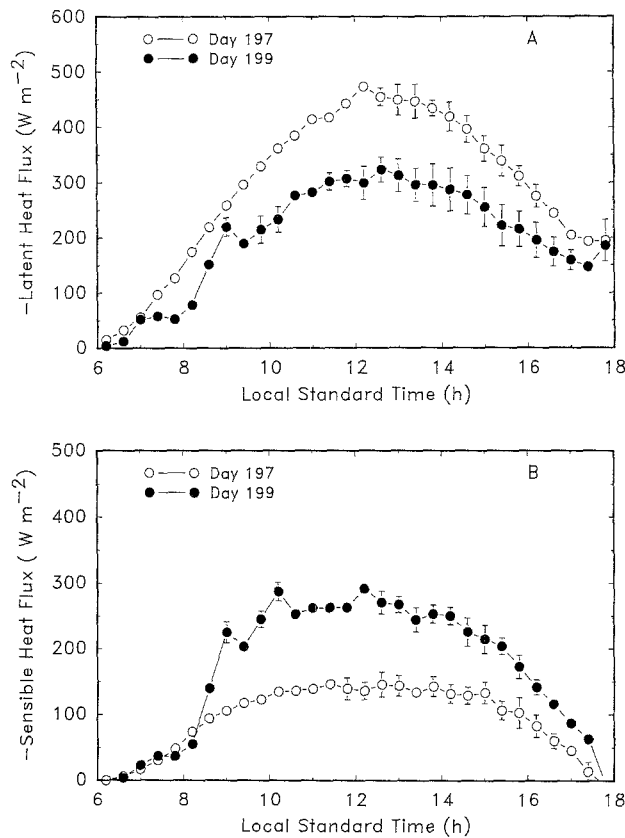 600
500
400
300
200
100
0
-Latent Heat Flux (W m⁻²)
Day 197
Day 199
A
6 8 10 12 14 16 18
Local Standard Time (h)
500
400
300
200
100
0
-Sensible Heat Flux ( W m⁻²)
Day 197
Day 199
B
6 8 10 12 14 16 18
Local Standard Time (h)